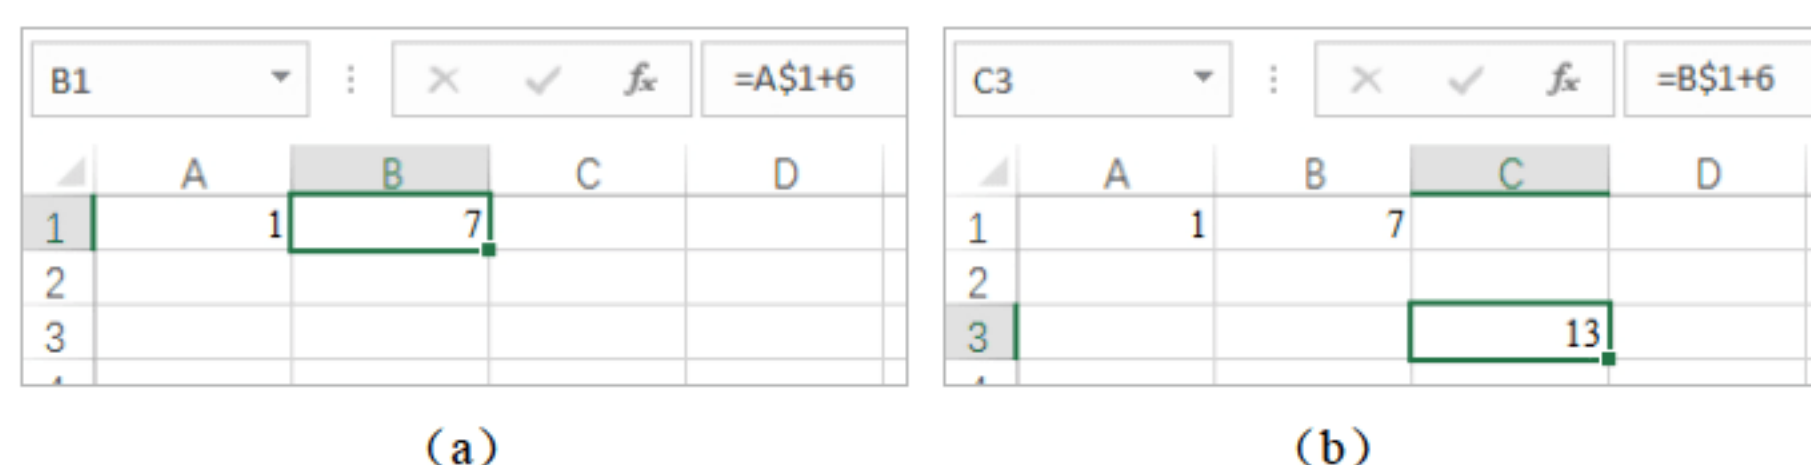 B1 fx =A$1+6
A B C D
1 1 7
2
3
(a)
C3 fx =B$1+6
A B C D
1 1 7
2
3 13
(b)